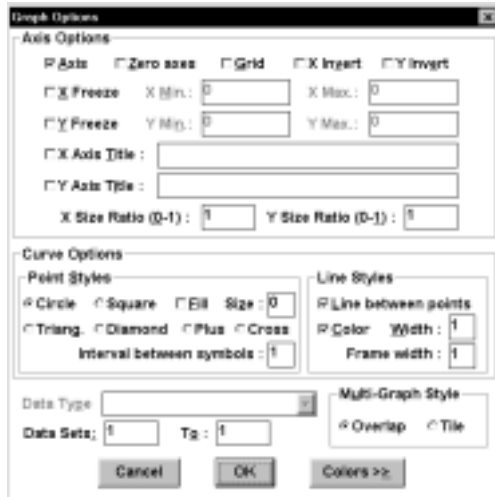 Graph Options
Axis Options
Axis Zero axes Grid X Invert Y Invert
X Freeze X Min.: 0 X Max.: 0
Y Freeze Y Min.: 0 Y Max.: 0
X Axis Title :
Y Axis Title :
X Size Ratio (0-1) : 1 Y Size Ratio (0-1) : 1
Curve Options
Point Styles
Circle Square Fill Size : 0
Triang. Diamond Plus Cross
Interval between symbols : 1
Line Styles
Line between points
Color Width : 1
Frame width : 1
Data Type
Data Sets: 1 To : 1
Multi-Graph Style
Overlap Tile
Cancel OK Colors >>